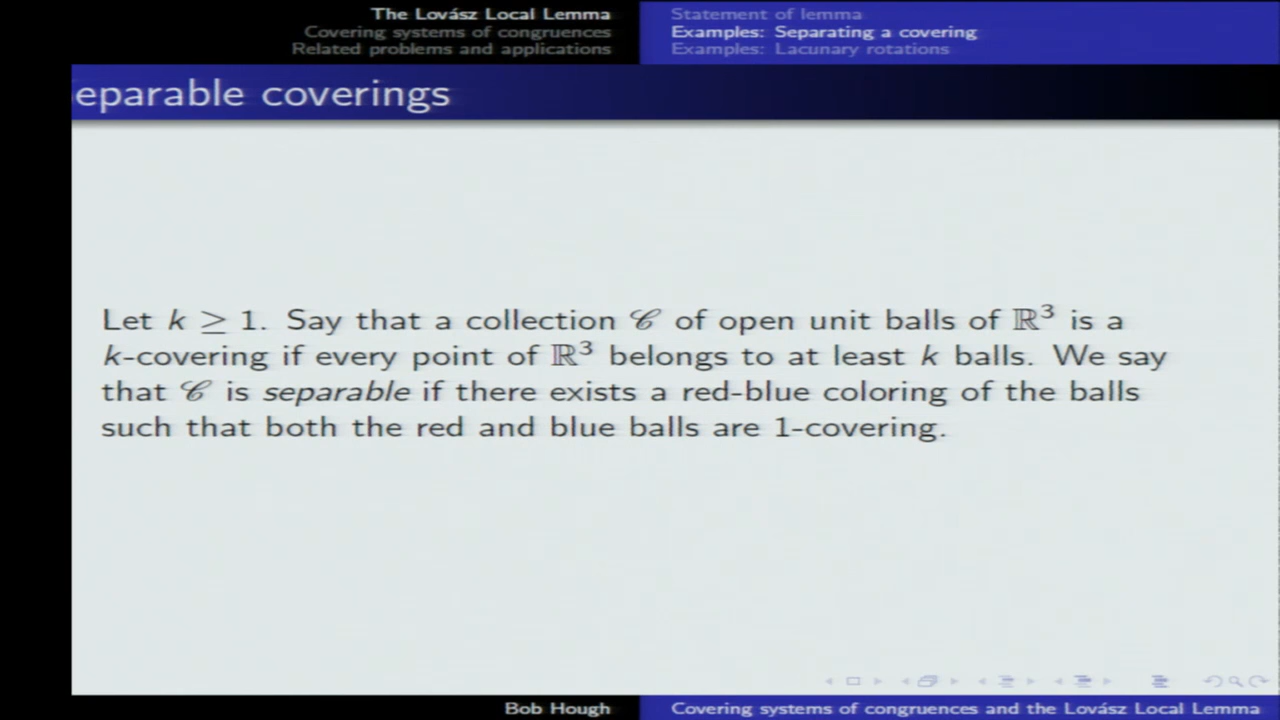 The Lovász Local Lemma
Covering systems of congruences
Related problems and applications
Statement of lemma
Examples: Separating a covering
Examples: Lacunary rotations
eparable coverings
Let k ≥ 1. Say that a collection 𝒞 of open unit balls of ℝ³ is a
k-covering if every point of ℝ³ belongs to at least k balls. We say
that 𝒞 is separable if there exists a red-blue coloring of the balls
such that both the red and blue balls are 1-covering.
Bob Hough
Covering systems of congruences and the Lovász Local Lemma